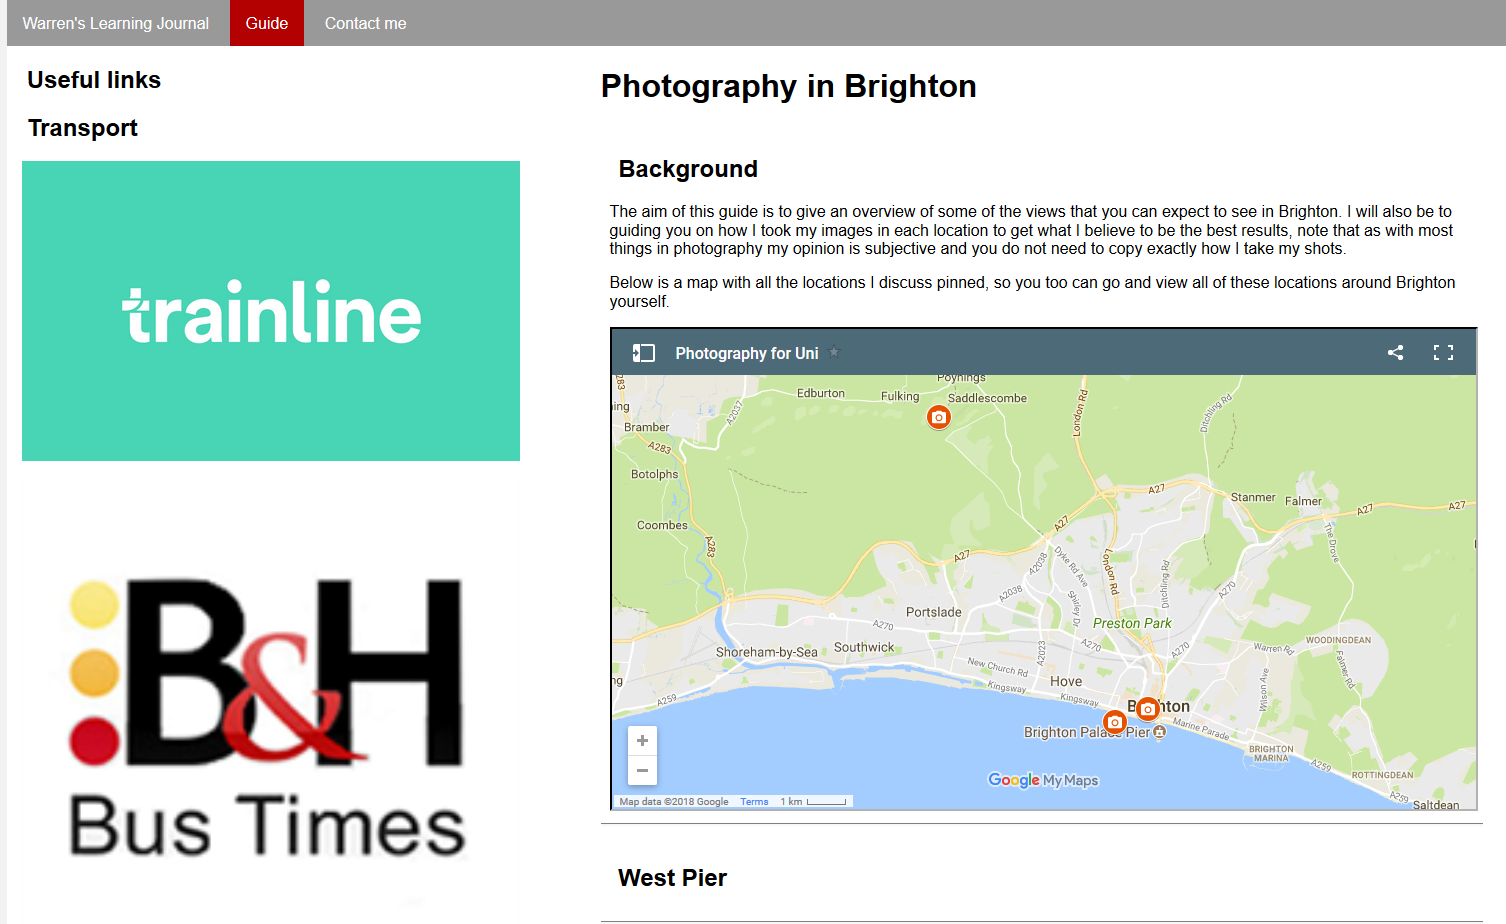 Warren's Learning Journal
Guide
Contact me
Useful links
Transport
trainline
B&H
Bus Times
Photography in Brighton
Background
The aim of this guide is to give an overview of some of the views that you can expect to see in Brighton. I will also be to
guiding you on how I took my images in each location to get what I believe to be the best results, note that as with most
things in photography my opinion is subjective and you do not need to copy exactly how I take my shots.
Below is a map with all the locations I discuss pinned, so you too can go and view all of these locations around Brighton
yourself.
Photography for Uni
Poynings
A283
Edburton
Fulking
Saddlescombe
London Rd
Ditchling Rd
ing
A2037
Bramber
A283
Botolphs
A27
Stanmer
Falmer
A27
A27
Coombes
A27
The Drove
A283
A27
A2038
Dyke Rd Ave
London Rd
Ditchling Rd
A270
A2038
Shirley Dr
Portslade
A270
Preston Park
WOODINGDEAN
Shoreham-by-Sea
Southwick
A2023
A270
A270
Warren Rd
Falmer Rd
New Church Rd
ng
Hove
Wilson Ave
Kingsway
Kingsway
A259
B hton
Marine Parade
Brighton Palace Pier
BRIGHTON
MARINA
A259
ROTTINGDEAN
Google My Maps
A259
Saltdean
Map data ©2018 Google Terms 1 km
West Pier